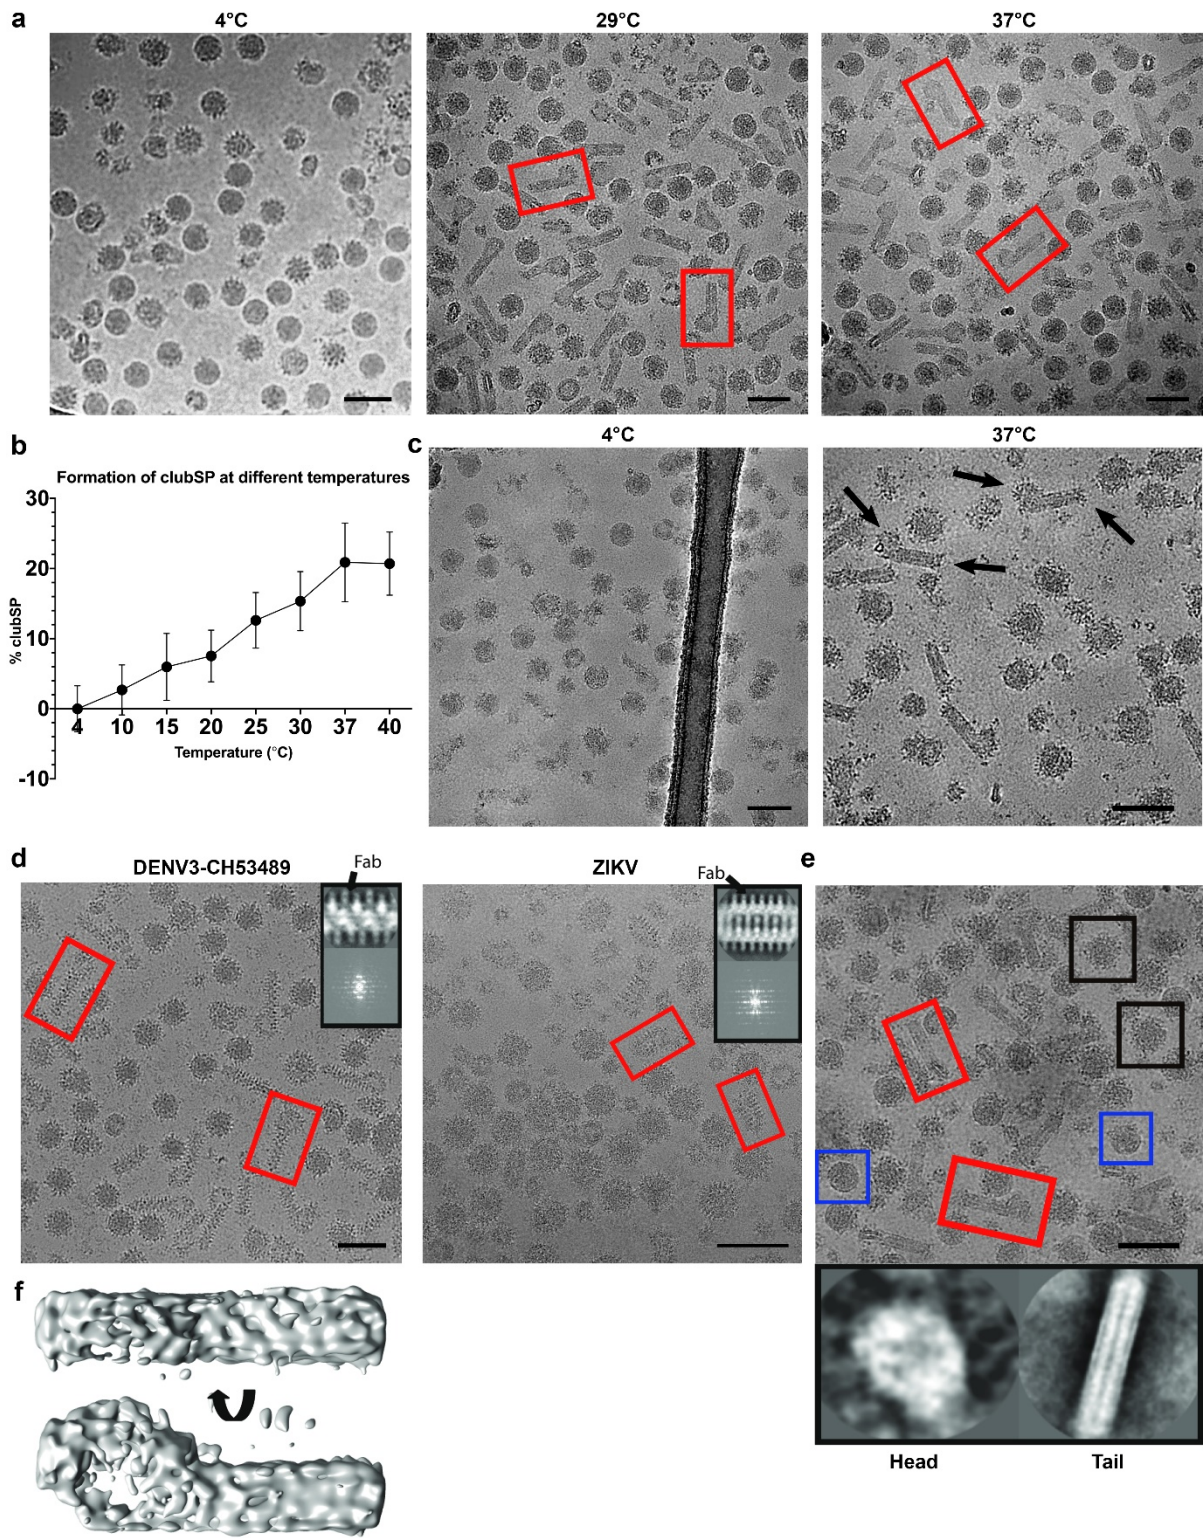 a
4°C
29°C
37°C
b
Formation of clubSP at different temperatures
30
20
10
0
-10
% clubSP
4 10 15 20 25 30 37 40
Temperature (°C)
c
4°C
37°C
d
DENV3-CH53489
Fab
ZIKV
Fab
e
Head
Tail
f